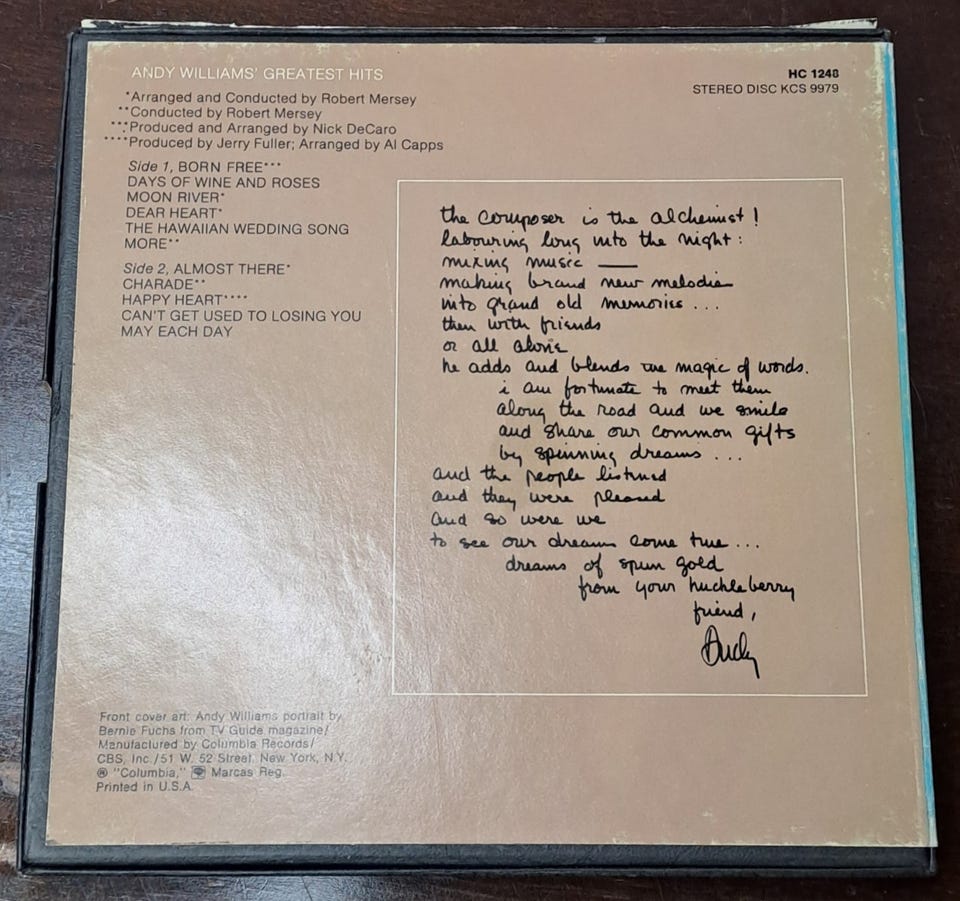 ANDY WILLIAMS' GREATEST HITS
HC 1248
STEREO DISC KCS 9979
*Arranged and Conducted by Robert Mersey
**Conducted by Robert Mersey
***Produced and Arranged by Nick DeCaro
****Produced by Jerry Fuller; Arranged by Al Capps
Side 1, BORN FREE***
DAYS OF WINE AND ROSES
MOON RIVER*
DEAR HEART*
THE HAWAIIAN WEDDING SONG
MORE**
Side 2, ALMOST THERE*
CHARADE**
HAPPY HEART****
CAN'T GET USED TO LOSING YOU
MAY EACH DAY
the composer is the alchemist!
labouring long into the night:
mixing music —
making brand new melodies
into grand old memories ...
then with friends
or all alone
he adds and blends the magic of words.
i am fortunate to meet them
along the road and we smile
and share our common gifts
by spinning dreams ...
and the people listened
and they were pleased
and so were we
to see our dreams come true ...
dreams of spun gold
from your huckleberry
friend,
Andy
Front cover art: Andy Williams portrait by
Bernie Fuchs from TV Guide magazine/
Manufactured by Columbia Records/
CBS, Inc./51 W. 52 Street, New York, N.Y.
® "Columbia," Marcas Reg.
Printed in U.S.A.